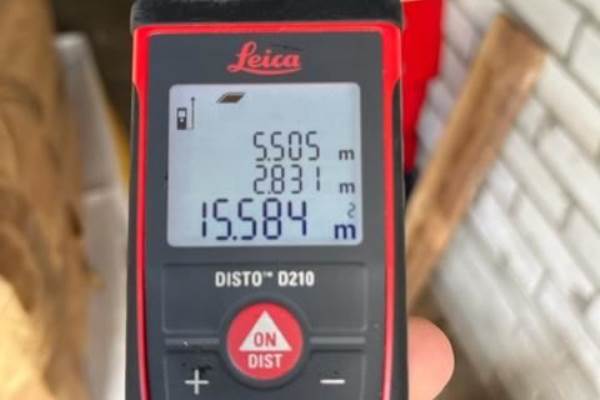 Leica
5.505 m
2.831 m
15.584 m²
DISTO™ D210
ON
DIST
+ −